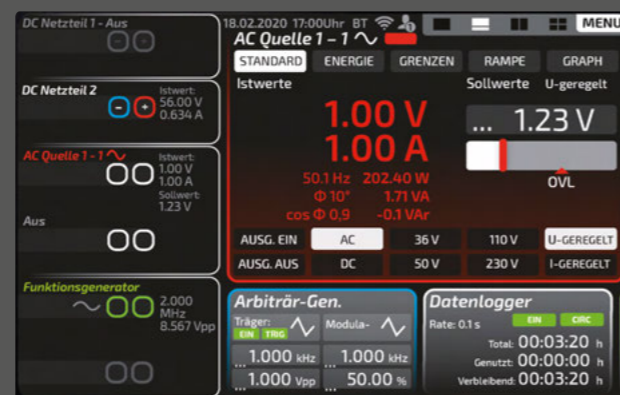 DC Netzteil 1 - Aus
DC Netzteil 2
Istwert:
56.00 V
0.634 A
AC Quelle 1 - 1
Istwert:
1.00 V
1.00 A
Sollwert:
1.23 V
Aus
Funktionsgenerator
2.000
MHz
8.567 Vpp
18.02.2020 17:00Uhr BT
MENU
AC Quelle 1 – 1
STANDARD ENERGIE GRENZEN RAMPE GRAPH
Istwerte Sollwerte U-geregelt
1.00 V
... 1.23 V
1.00 A
50.1 Hz 202.40 W
OVL
Φ 10° 1.71 VA
cos Φ 0,9 -0.1 VAr
AUSG. EIN AC 36 V 110 V U-GEREGELT
AUSG. AUS DC 50 V 230 V I-GEREGELT
Arbiträr-Gen.
Träger: Modula-
EIN TRIG
...1.000 kHz ...1.000 kHz
...1.000 Vpp ...50.00 %
Datenlogger
Rate: 0.1 s EIN CIRC
Total: 00:03:20 h
Genutzt: 00:00:00 h
Verbleibend: 00:03:20 h